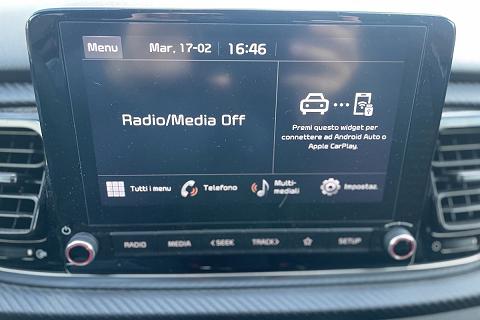 Menu Mar, 17-02 16:46
Radio/Media Off
Premi questo widget per
connettere ad Android Auto o
Apple CarPlay.
Tutti i menu Telefono Multi-
mediali Impostaz.
RADIO MEDIA <SEEK TRACK> SETUP